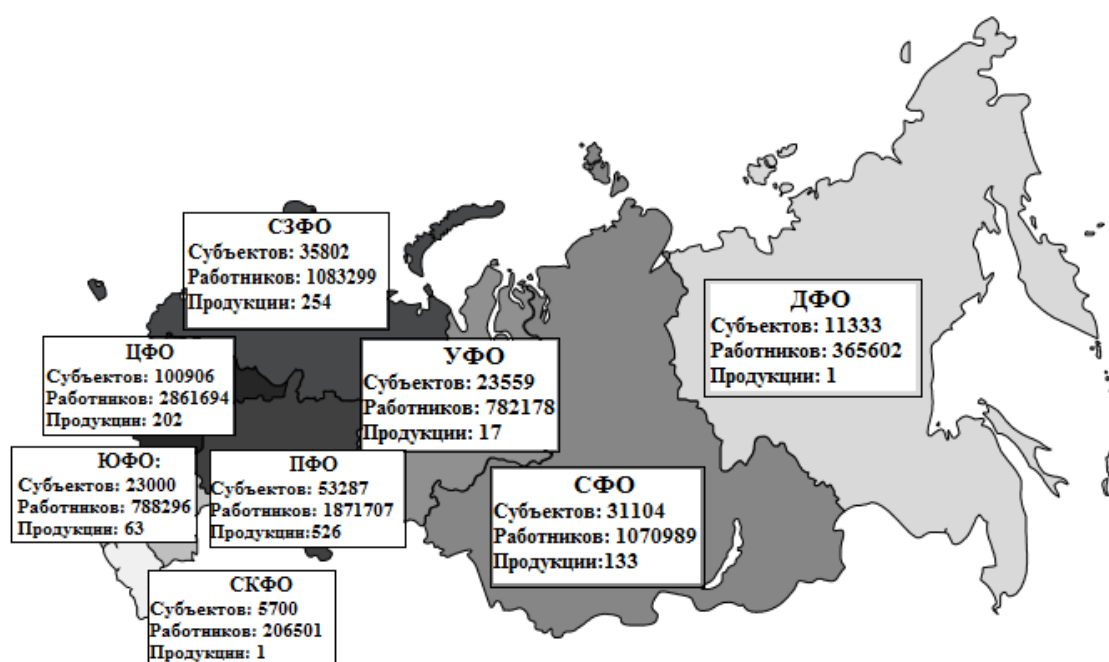 СЗФО
Субъектов: 35802
Работников: 1083299
Продукции: 254
ЦФО
Субъектов: 100906
Работников: 2861694
Продукции: 202
УФО
Субъектов: 23559
Работников: 782178
Продукции: 17
ДФО
Субъектов: 11333
Работников: 365602
Продукции: 1
ЮФО:
Субъектов: 23000
Работников: 788296
Продукции: 63
ПФО
Субъектов: 53287
Работников: 1871707
Продукции:526
СФО
Субъектов: 31104
Работников: 1070989
Продукции:133
СКФО
Субъектов: 5700
Работников: 206501
Продукции: 1